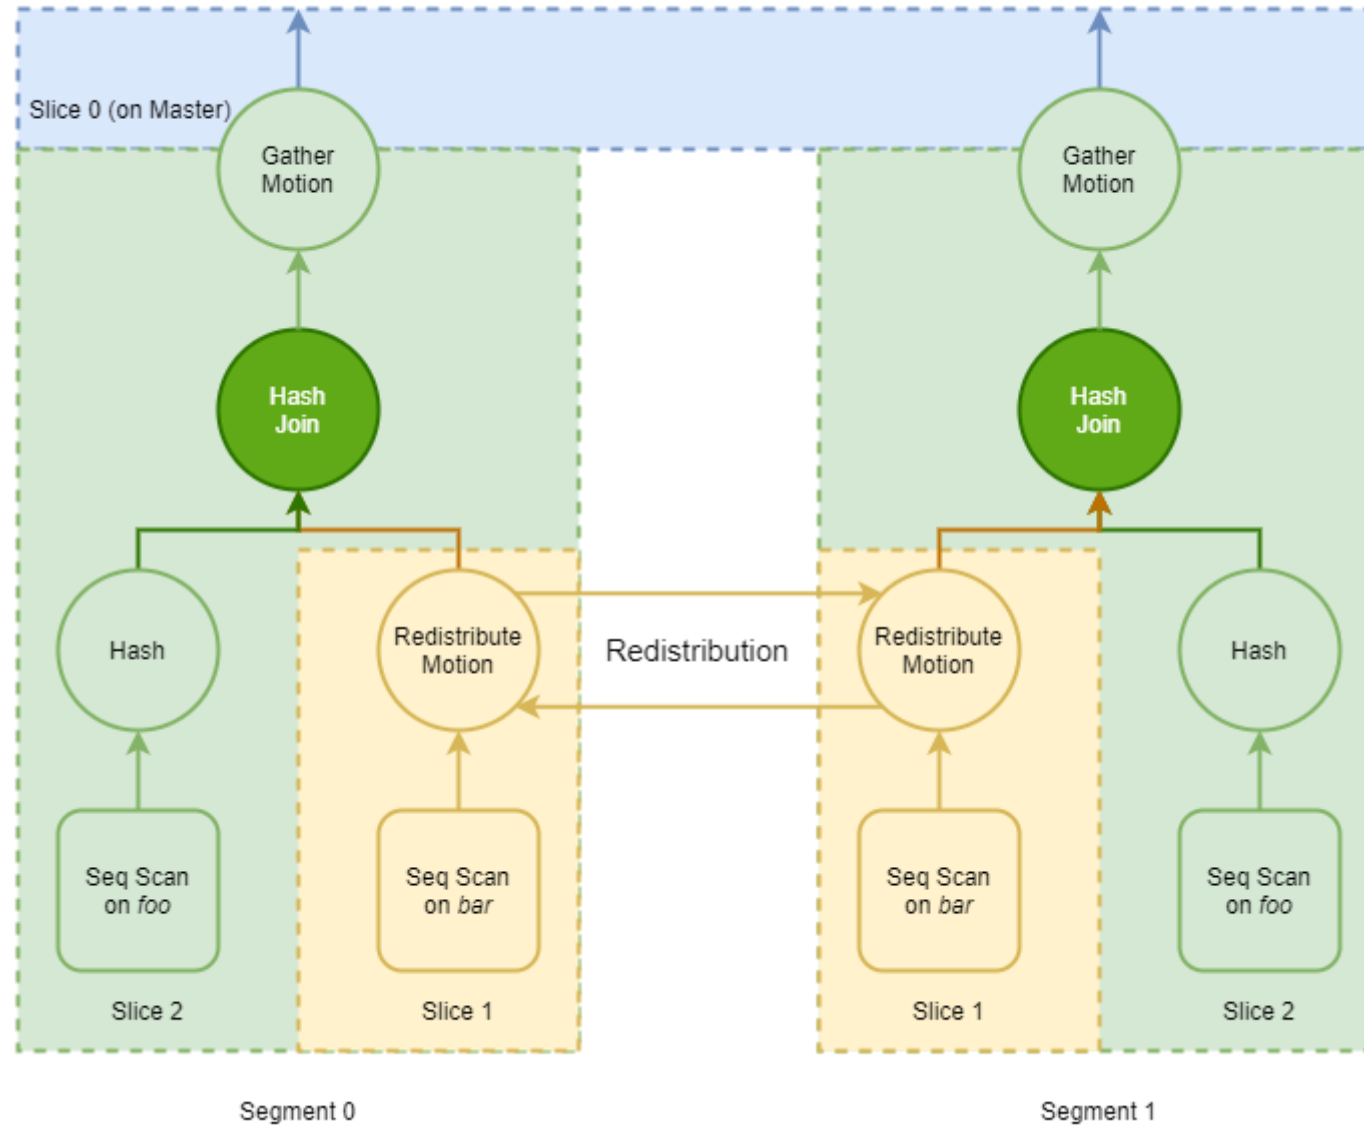 Slice 0 (on Master)
Gather
Motion
Gather
Motion
Hash
Join
Hash
Join
Hash
Redistribute
Motion
Redistribution
Redistribute
Motion
Hash
Seq Scan
on foo
Seq Scan
on bar
Seq Scan
on bar
Seq Scan
on foo
Slice 2
Slice 1
Slice 1
Slice 2
Segment 0
Segment 1